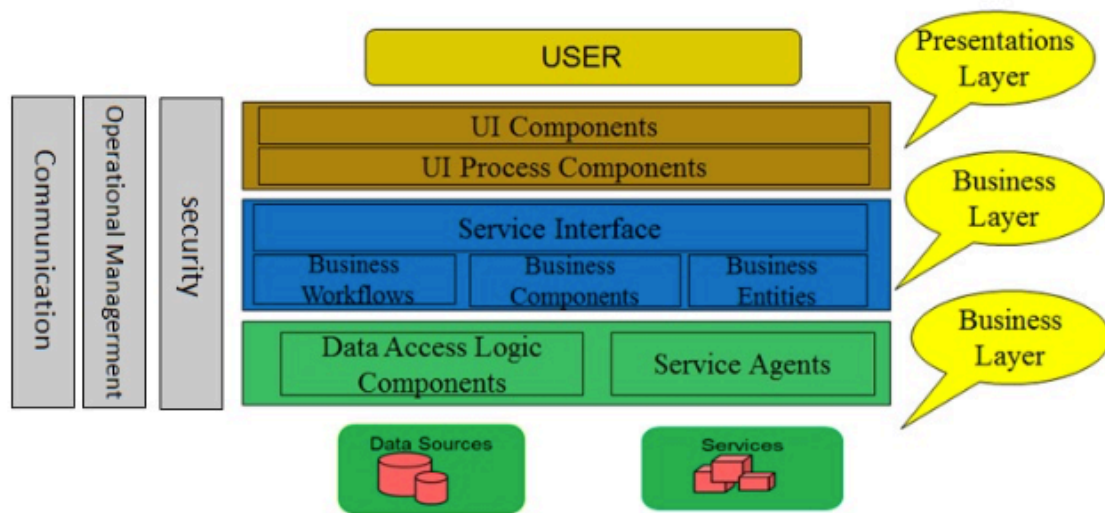 USER
Presentations
Layer
Communication
Operational Managerment
security
UI Components
UI Process Components
Business
Layer
Service Interface
Business
Workflows
Business
Components
Business
Entities
Business
Layer
Data Access Logic
Components
Service Agents
Data Sources
Services